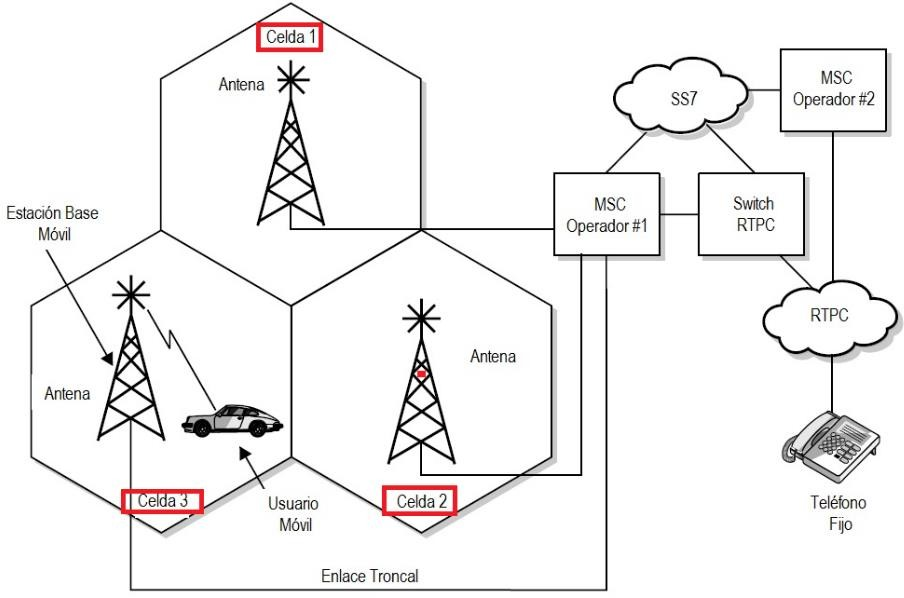 Celda 1
Antena
SS7
MSC
Operador #2
Estación Base
Móvil
MSC
Operador #1
Switch
RTPC
RTPC
Antena
Antena
Celda 3
Usuario
Móvil
Celda 2
Teléfono
Fijo
Enlace Troncal